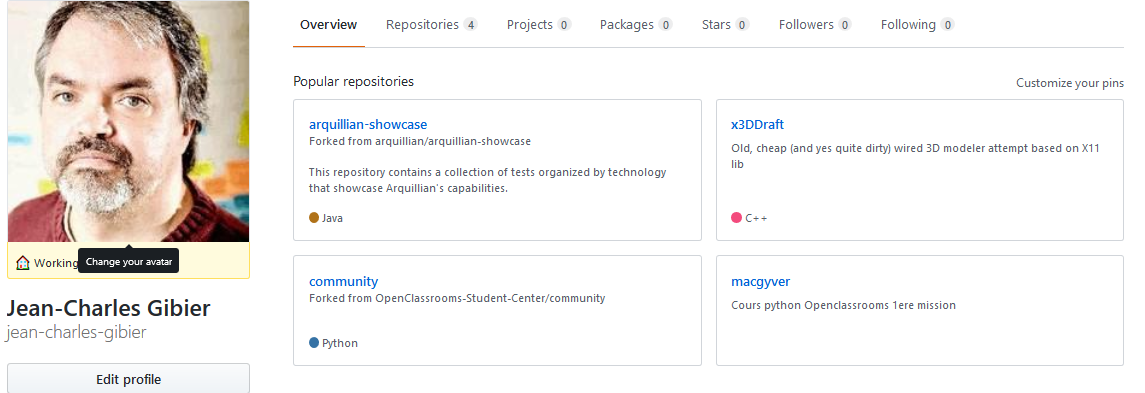 Overview
Repositories 4
Projects 0
Packages 0
Stars 0
Followers 0
Following 0
Popular repositories
Customize your pins
arquillian-showcase
Forked from arquillian/arquillian-showcase
This repository contains a collection of tests organized by technology
that showcase Arquillian's capabilities.
Java
x3DDraft
Old, cheap (and yes quite dirty) wired 3D modeler attempt based on X11
lib
C++
community
Forked from OpenClassrooms-Student-Center/community
Python
macgyver
Cours python Openclassrooms 1ere mission
Working
Change your avatar
Jean-Charles Gibier
jean-charles-gibier
Edit profile